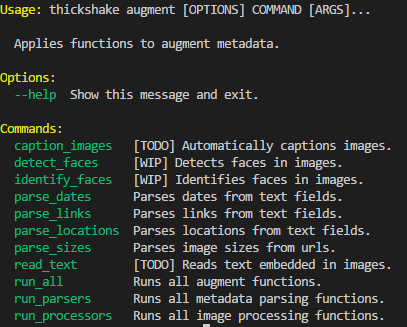 Usage: thickshake augment [OPTIONS] COMMAND [ARGS]...
Applies functions to augment metadata.
Options:
--help  Show this message and exit.
Commands:
caption_images   [TODO] Automatically captions images.
detect_faces     [WIP] Detects faces in images.
identify_faces   [WIP] Identifies faces in images.
parse_dates      Parses dates from text fields.
parse_links      Parses links from text fields.
parse_locations  Parses locations from text fields.
parse_sizes      Parses image sizes from urls.
read_text        [TODO] Reads text embedded in images.
run_all          Runs all augment functions.
run_parsers      Runs all metadata parsing functions.
run_processors   Runs all image processing functions.